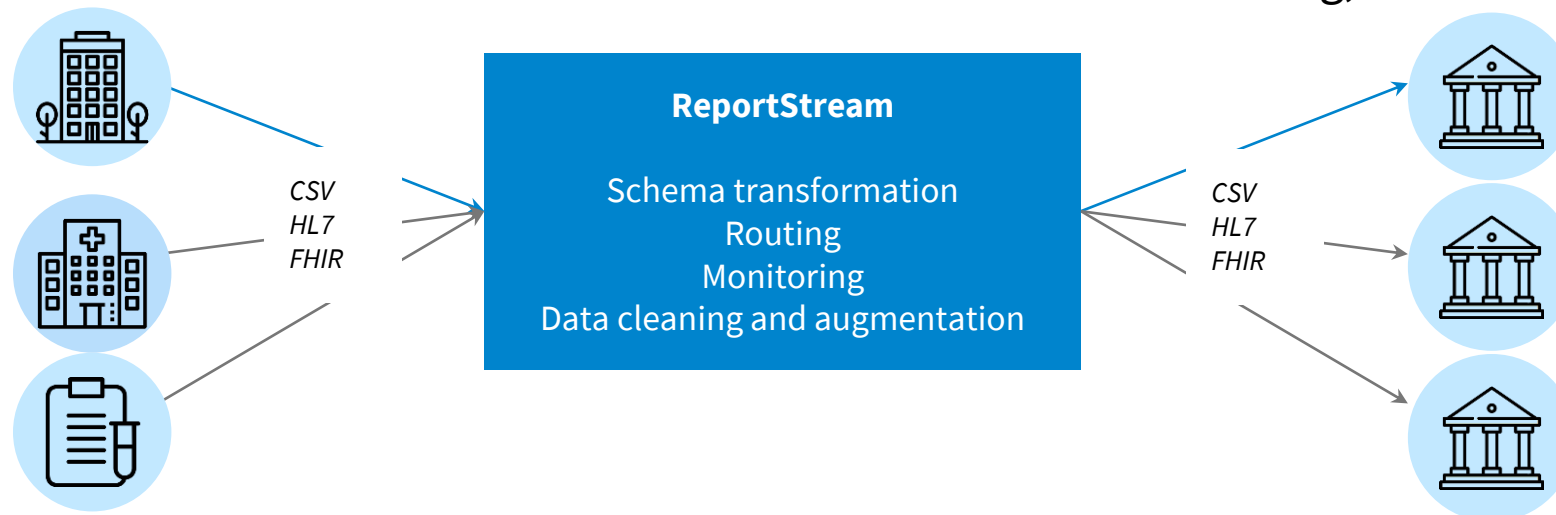 CSV
HL7
FHIR
ReportStream
Schema transformation
Routing
Monitoring
Data cleaning and augmentation
CSV
HL7
FHIR